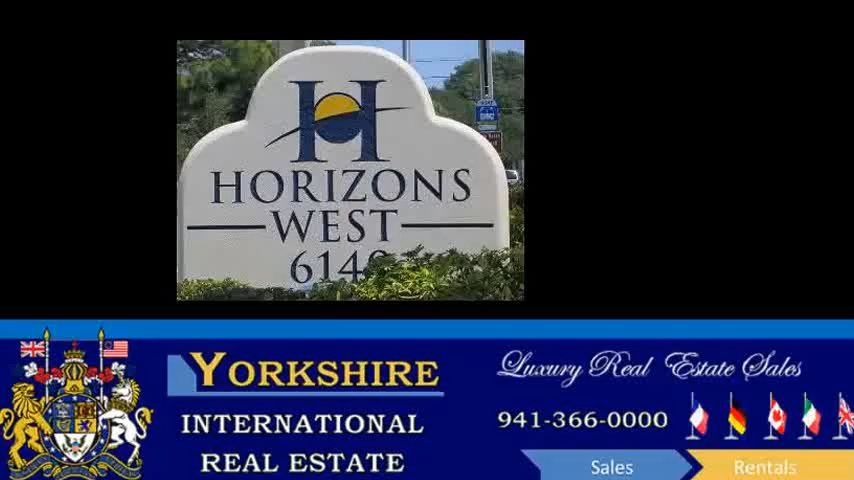 H
HORIZONS
WEST
YORKSHIRE
INTERNATIONAL
REAL ESTATE
Luxury Real Estate Sales
941-366-0000
Sales
Rentals